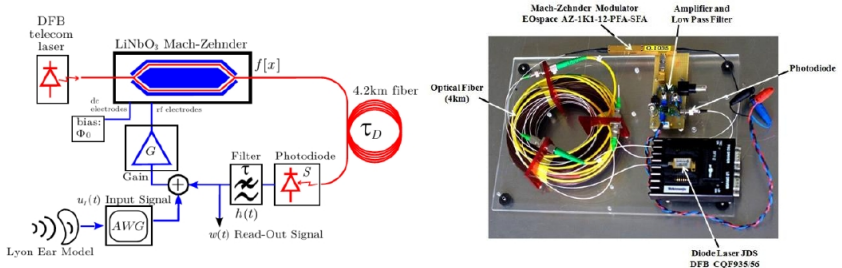 DFB
telecom
laser
LiNbO3 Mach-Zehnder
f[x]
dc
electrodes
rf electrodes
bias:
Φ0
4.2km fiber
τD
G
Gain
Filter
τ
h(t)
Photodiode
S
uI(t) Input Signal
AWG
w(t) Read-Out Signal
Lyon Ear Model
Mach-Zehnder Modulator
EOspace AZ-1K1-12-PFA-SFA
Amplifier and
Low Pass Filter
Photodiode
Optical Fiber
(4km)
Tektronix
Diode Laser JDS
DFB CQF935/56